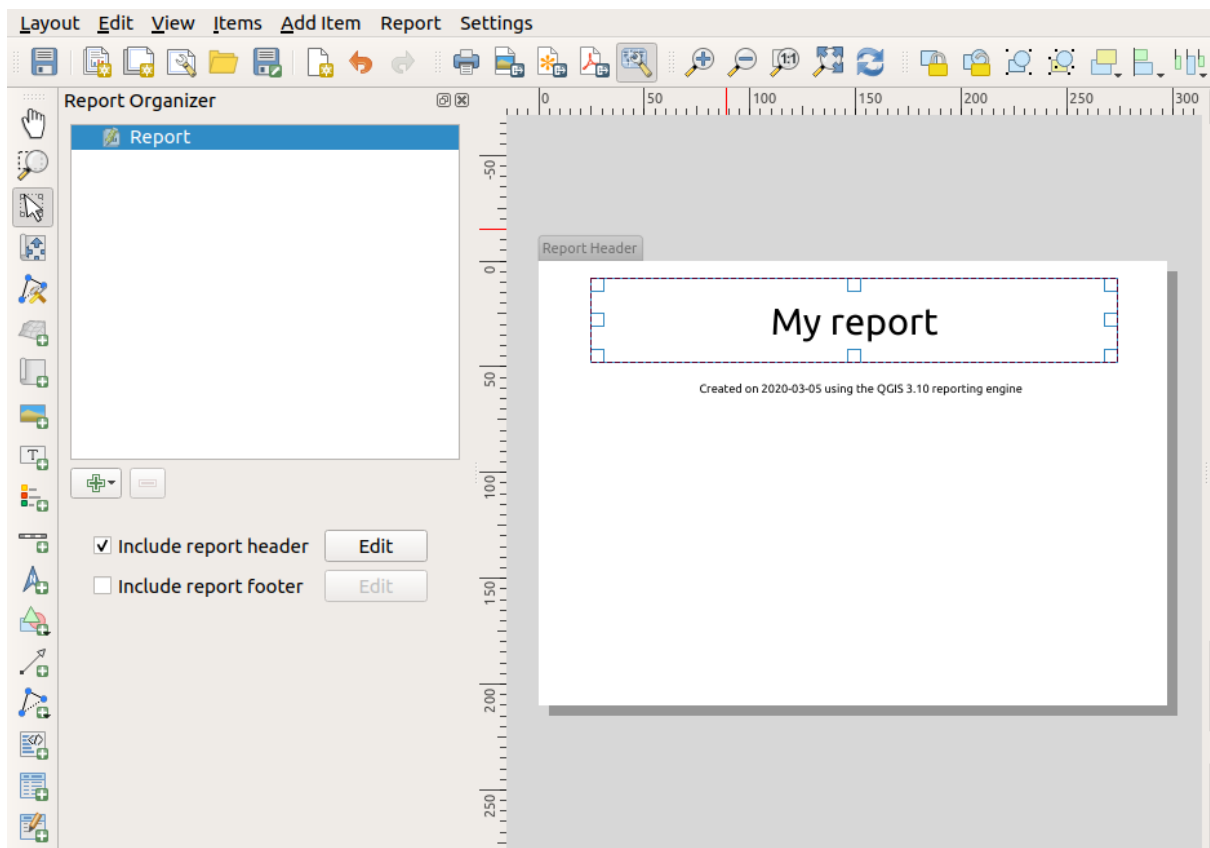 Layout Edit View Items Add Item Report Settings
1:1
Report Organizer
0 50 100 150 200 250 300
Report
-50
Report Header
0
My report
50
Created on 2020-03-05 using the QGIS 3.10 reporting engine
T
100
Include report header Edit
Include report footer Edit
150
200
</>
250